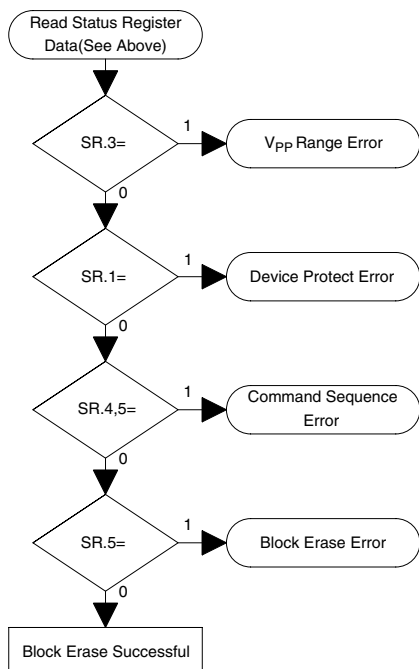 Read Status Register
Data(See Above)
SR.3=
1
VPP Range Error
0
SR.1=
1
Device Protect Error
0
SR.4,5=
1
Command Sequence
Error
0
SR.5=
1
Block Erase Error
0
Block Erase Successful